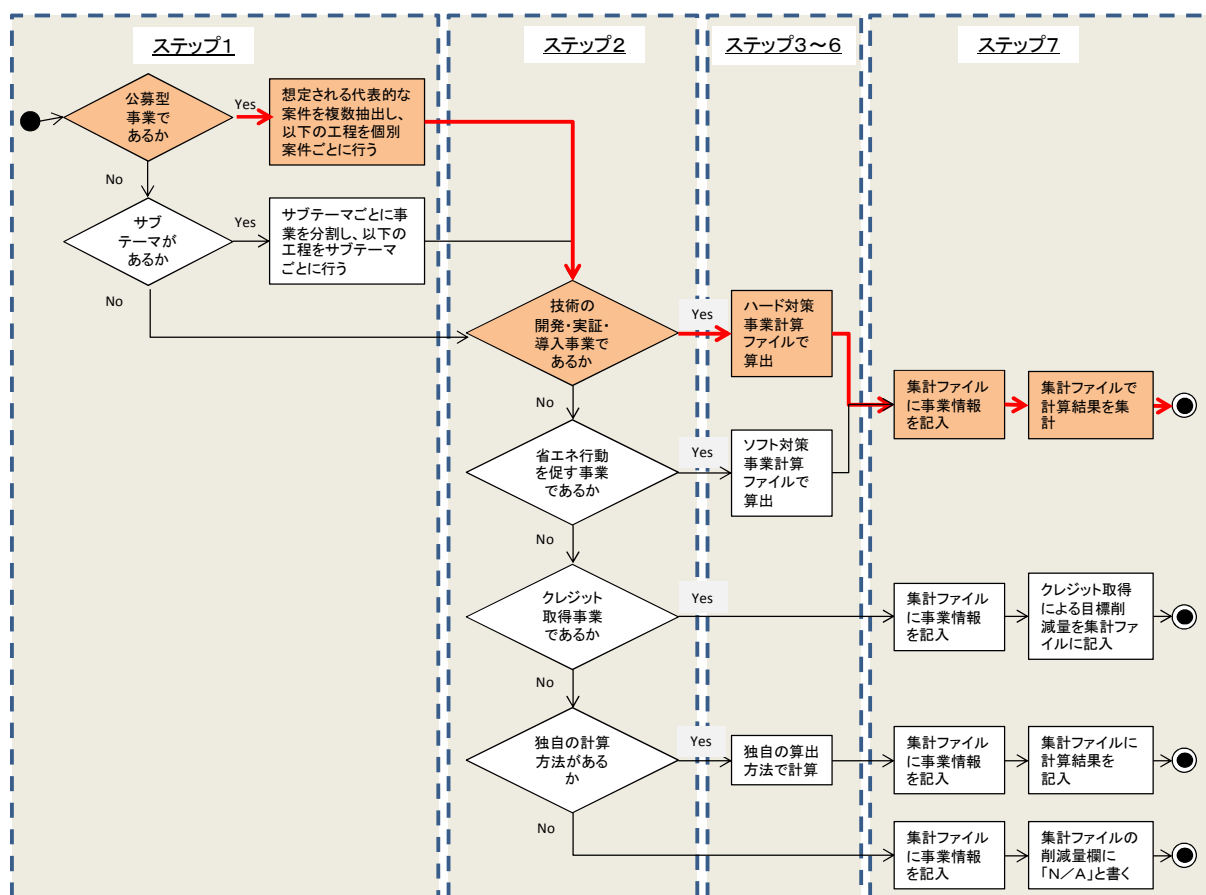 ステップ1
ステップ2
ステップ3～6
ステップ7
公募型
事業で
あるか
Yes
想定される代表的な
案件を複数抽出し、
以下の工程を個別
案件ごとに行う
No
サブ
テーマが
あるか
Yes
サブテーマごとに事
業を分割し、以下の
工程をサブテーマ
ごとに行う
No
技術の
開発・実証・
導入事業で
あるか
Yes
ハード対策
事業計算
ファイルで
算出
集計ファイル
に事業情報
を記入
集計ファイルで
計算結果を集
計
No
省エネ行動
を促す事業
であるか
Yes
ソフト対策
事業計算
ファイルで
算出
No
クレジット
取得事業
であるか
Yes
集計ファイル
に事業情報
を記入
クレジット取得
による目標削
減量を集計ファ
イルに記入
No
独自の計算
方法がある
か
Yes
独自の算出
方法で計算
集計ファイル
に事業情報
を記入
集計ファイルに
計算結果を
記入
No
集計ファイル
に事業情報
を記入
集計ファイルの
削減量欄に
「N／A」と書く